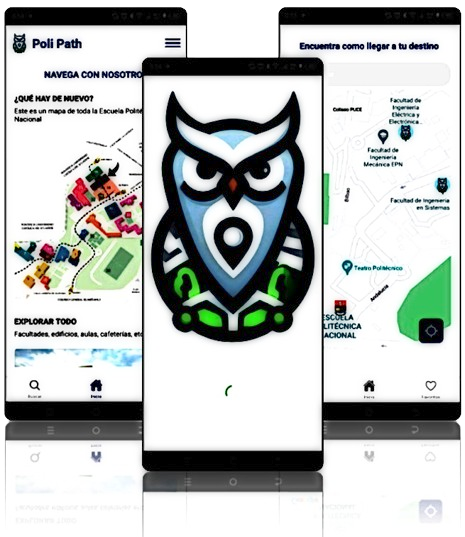 Poli Path
NAVEGA CON NOSOTRO
¿QUÉ HAY DE NUEVO?
Este es un mapa de toda la Escuela Polité
Nacional
EXPLORAR TODO
Facultades, edificios, aulas, cafeterías, etc
Buscar
Inicio
Encuentra como llegar a tu destino
Coliseo PUCE
Facultad de
Ingeniería
Eléctrica y
Electrónica...
Facultad de
Ingeniería
Mecánica EPN
Facultad de Ingeniería
en Sistemas
Teatro Politécnico
Andalucía
ESCUELA
POLITÉCNICA
NACIONAL
Inicio
Favoritos